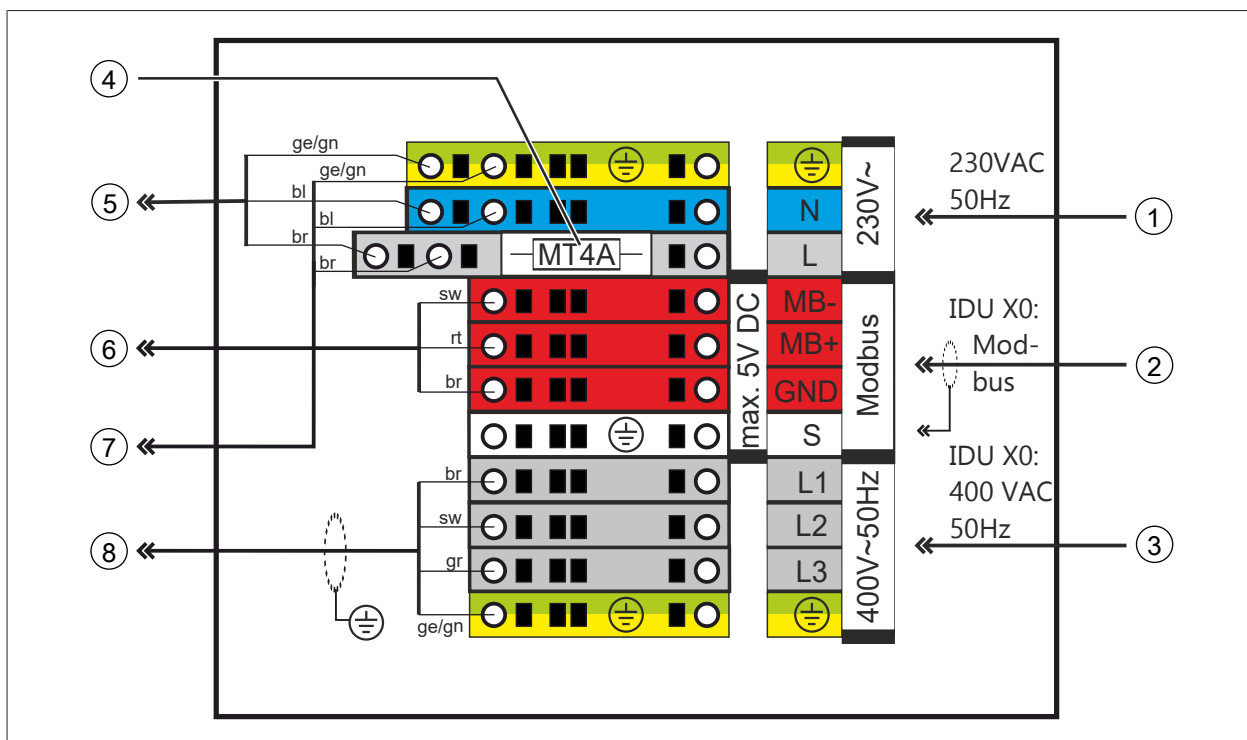 4
ge/gn
ge/gn
230VAC
50Hz
230V~
5
bl
bl
N
1
br
br
MT4A
L
sw
MB-
IDU X0:
Mod-
bus
6
rt
MB+
2
max. 5V DC
Modbus
br
GND
7
S
IDU X0:
400 VAC
50Hz
br
L1
sw
L2
400V~50Hz
8
3
gr
L3
ge/gn